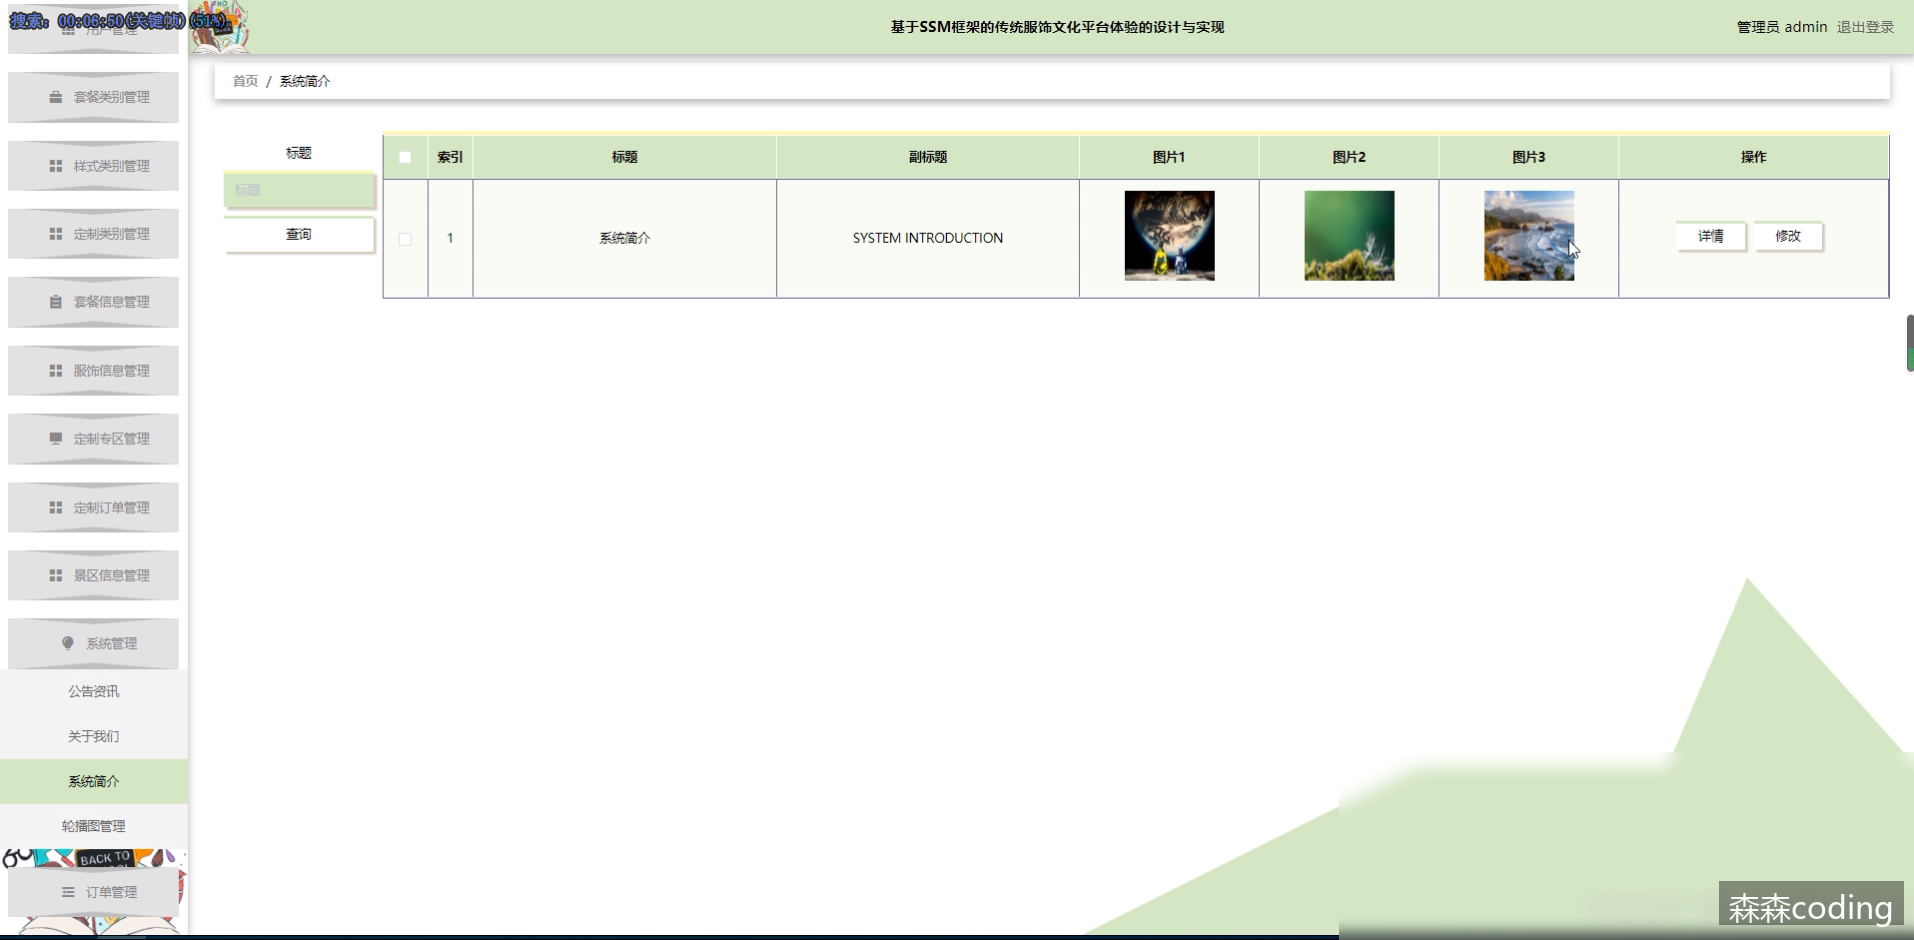 搜索: 00:06:50(关键帧) (51%)
用户管理
基于SSM框架的传统服饰文化平台体验的设计与实现
管理员 admin 退出登录
首页 / 系统简介
套餐类别管理
样式类别管理
定制类别管理
套餐信息管理
服饰信息管理
定制专区管理
定制订单管理
景区信息管理
系统管理
公告资讯
关于我们
系统简介
轮播图管理
BACK TO
订单管理
标题
标题
查询
索引 标题 副标题 图片1 图片2 图片3 操作
1 系统简介 SYSTEM INTRODUCTION 详情 修改
森森coding